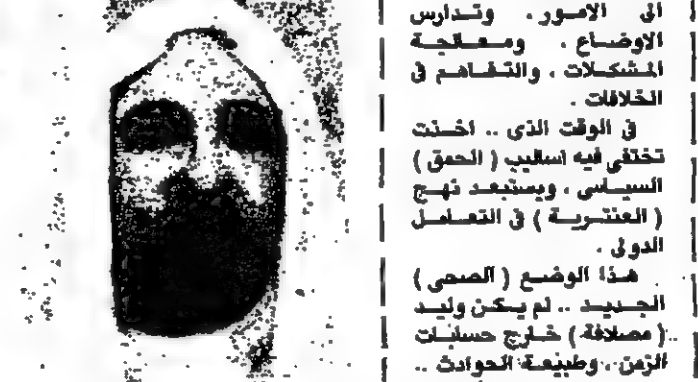 الى الامور ، وتدارس
الاوضاع ، ومعالجة
المشكلات ، والتفاهم في
الخلافات .
في الوقت الذي .. اخذت
تختفي فيه اساليب ( الحمق )
السياسي ، ويستبعد نهج
( العنترية ) في التعامل
الدولي .
هذا الوضع ( الصحى )
الجديد .. لم يكن وليد
( مصادفة ) خارج حسابات
الزمن ، وطبيعة الحوادث ..